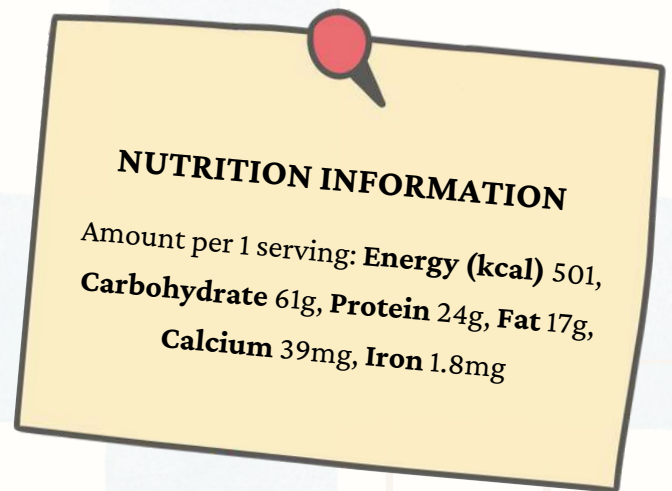 NUTRITION INFORMATION
Amount per 1 serving: Energy (kcal) 501,
Carbohydrate 61g, Protein 24g, Fat 17g,
Calcium 39mg, Iron 1.8mg